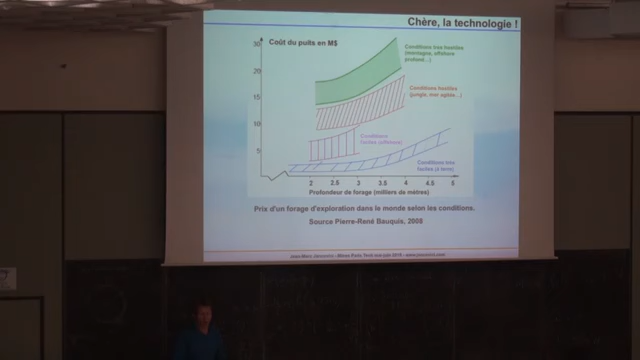 Chère, la technologie !
Coût du puits en M$
30
25
20
15
10
5
Conditions très hostiles
(montagne, offshore
profond…)
Conditions hostiles
(jungle, mer agitée…)
Conditions
faciles (offshore)
Conditions très
faciles (à terre)
2 2.5 3 3.5 4 4.5 5
Profondeur de forage (milliers de mètres)
Prix d'un forage d'exploration dans le monde selon les conditions.
Source Pierre-René Bauquis, 2008